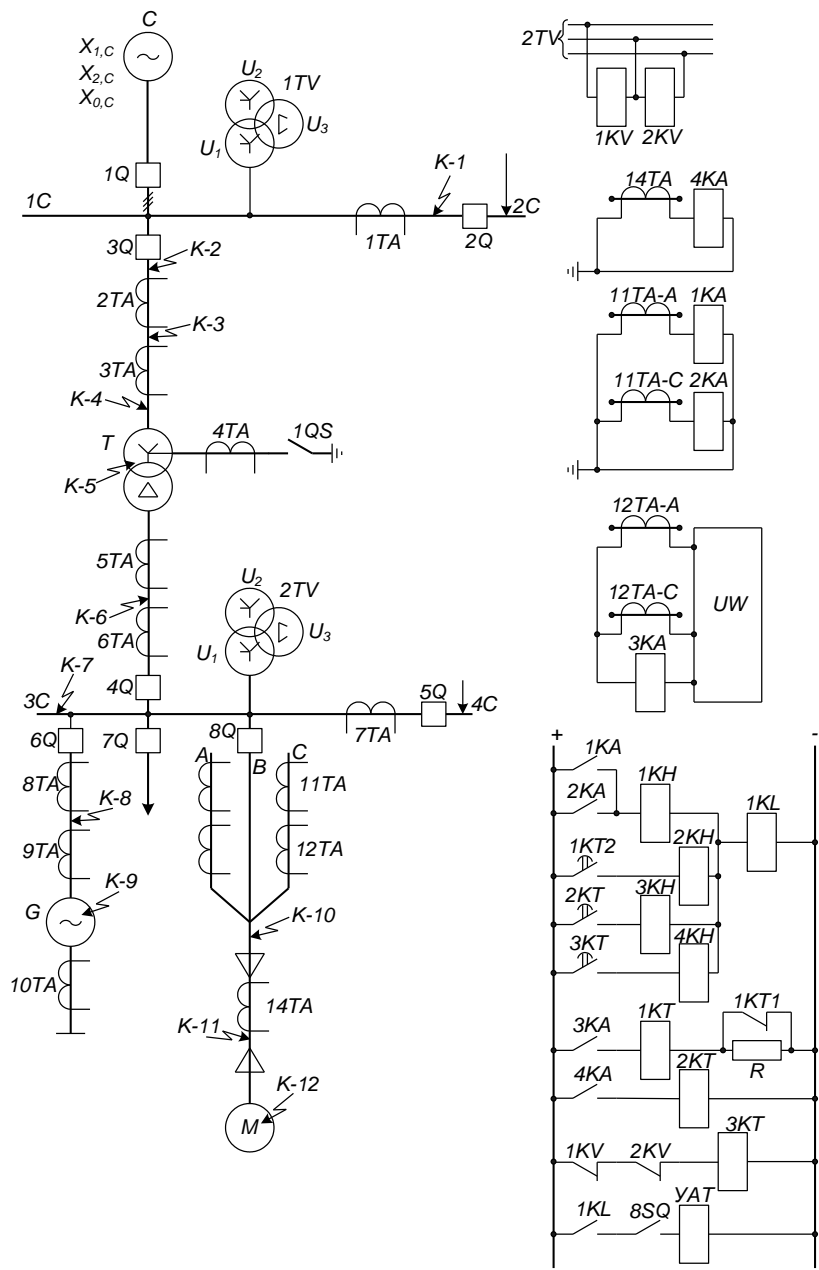 C
X1,C
X2,C
X0,C
U2
1TV
U3
U1
1Q
1C
K-1
2C
1TA
2Q
3Q
K-2
2TA
K-3
3TA
K-4
T
4TA
1QS
K-5
5TA
K-6
6TA
U2
2TV
U3
U1
4Q
K-7
3C
5Q
4C
7TA
6Q
7Q
8Q
A
B
C
8TA
K-8
9TA
11TA
12TA
G
K-9
K-10
10TA
14TA
K-11
K-12
M
2TV
1KV
2KV
14TA
4KA
11TA-A
1KA
11TA-C
2KA
12TA-A
12TA-C
UW
3KA
+
-
1KA
1KH
1KL
2KA
2KH
1KT2
3KH
2KT
4KH
3KT
1KT
1KT1
3KA
R
2KT
4KA
3KT
1KV
2KV
УАТ
1KL
8SQ